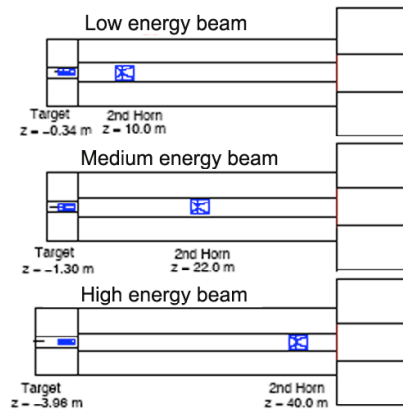 Low energy beam
Target 2nd Horn
z = -0.34 m z = 10.0 m
Medium energy beam
Target 2nd Horn
z = -1.30 m z = 22.0 m
High energy beam
Target 2nd Horn
z = -3.96 m z = 40.0 m